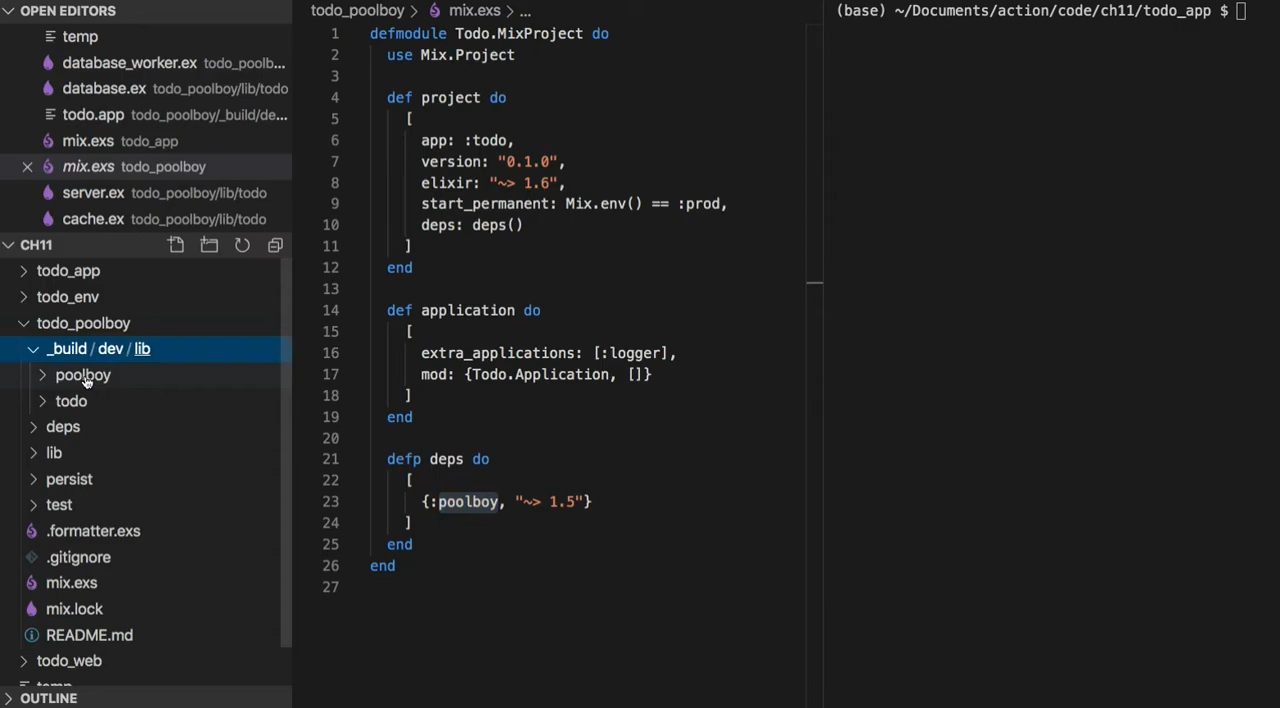 OPEN EDITORS
temp
database_worker.ex todo_poolb...
database.ex todo_poolboy/lib/todo
todo.app todo_poolboy/_build/de...
mix.exs todo_app
mix.exs todo_poolboy
server.ex todo_poolboy/lib/todo
cache.ex todo_poolboy/lib/todo
CH11
todo_app
todo_env
todo_poolboy
_build / dev / lib
poolboy
todo
deps
lib
persist
test
.formatter.exs
.gitignore
mix.exs
mix.lock
README.md
todo_web
temp
OUTLINE
todo_poolboy > mix.exs > ...
1 defmodule Todo.MixProject do
2 use Mix.Project
3
4 def project do
5 [
6 app: :todo,
7 version: "0.1.0",
8 elixir: "~> 1.6",
9 start_permanent: Mix.env() == :prod,
10 deps: deps()
11 ]
12 end
13
14 def application do
15 [
16 extra_applications: [:logger],
17 mod: {Todo.Application, []}
18 ]
19 end
20
21 defp deps do
22 [
23 {:poolboy, "~> 1.5"}
24 ]
25 end
26 end
27
(base) ~/Documents/action/code/ch11/todo_app $